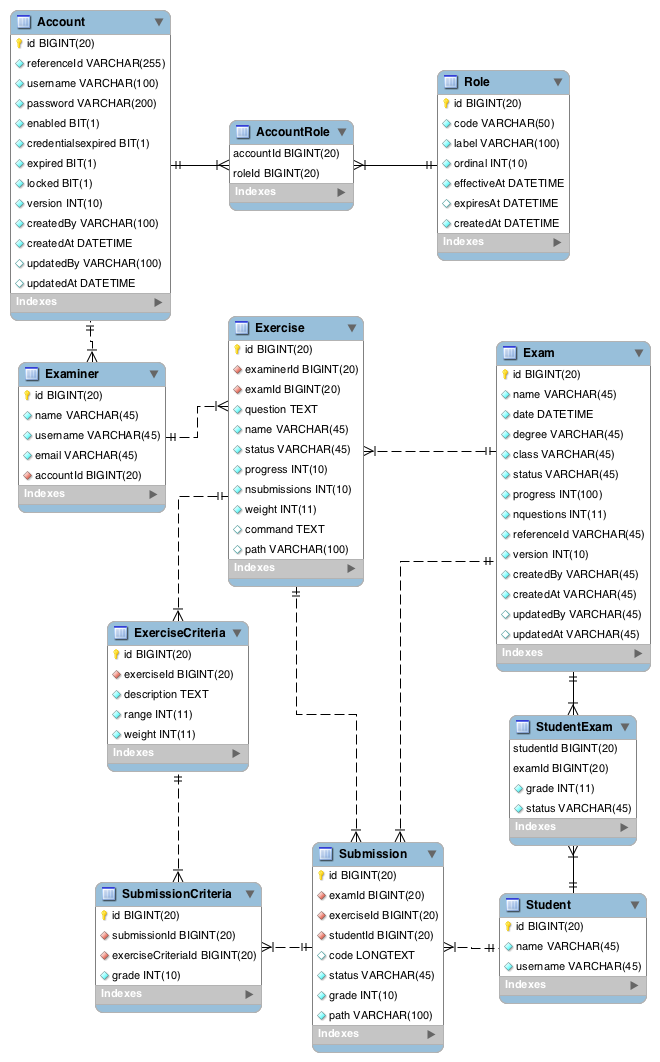 Account
id BIGINT(20)
referenceId VARCHAR(255)
username VARCHAR(100)
password VARCHAR(200)
enabled BIT(1)
credentialsexpired BIT(1)
expired BIT(1)
locked BIT(1)
version INT(10)
createdBy VARCHAR(100)
createdAt DATETIME
updatedBy VARCHAR(100)
updatedAt DATETIME
Indexes
AccountRole
accountId BIGINT(20)
roleId BIGINT(20)
Indexes
Role
id BIGINT(20)
code VARCHAR(50)
label VARCHAR(100)
ordinal INT(10)
effectiveAt DATETIME
expiresAt DATETIME
createdAt DATETIME
Indexes
Examiner
id BIGINT(20)
name VARCHAR(45)
username VARCHAR(45)
email VARCHAR(45)
accountId BIGINT(20)
Indexes
Exercise
id BIGINT(20)
examinerId BIGINT(20)
examId BIGINT(20)
question TEXT
name VARCHAR(45)
status VARCHAR(45)
progress INT(10)
nsubmissions INT(10)
weight INT(11)
command TEXT
path VARCHAR(100)
Indexes
Exam
id BIGINT(20)
name VARCHAR(45)
date DATETIME
degree VARCHAR(45)
class VARCHAR(45)
status VARCHAR(45)
progress INT(100)
nquestions INT(11)
referenceId VARCHAR(45)
version INT(10)
createdBy VARCHAR(45)
createdAt VARCHAR(45)
updatedBy VARCHAR(45)
updatedAt VARCHAR(45)
Indexes
ExerciseCriteria
id BIGINT(20)
exerciseId BIGINT(20)
description TEXT
range INT(11)
weight INT(11)
Indexes
StudentExam
studentId BIGINT(20)
examId BIGINT(20)
grade INT(11)
status VARCHAR(45)
Indexes
SubmissionCriteria
id BIGINT(20)
submissionId BIGINT(20)
exerciseCriteriaId BIGINT(20)
grade INT(10)
Indexes
Submission
id BIGINT(20)
examId BIGINT(20)
exerciseId BIGINT(20)
studentId BIGINT(20)
code LONGTEXT
status VARCHAR(45)
grade INT(10)
path VARCHAR(100)
Indexes
Student
id BIGINT(20)
name VARCHAR(45)
username VARCHAR(45)
Indexes